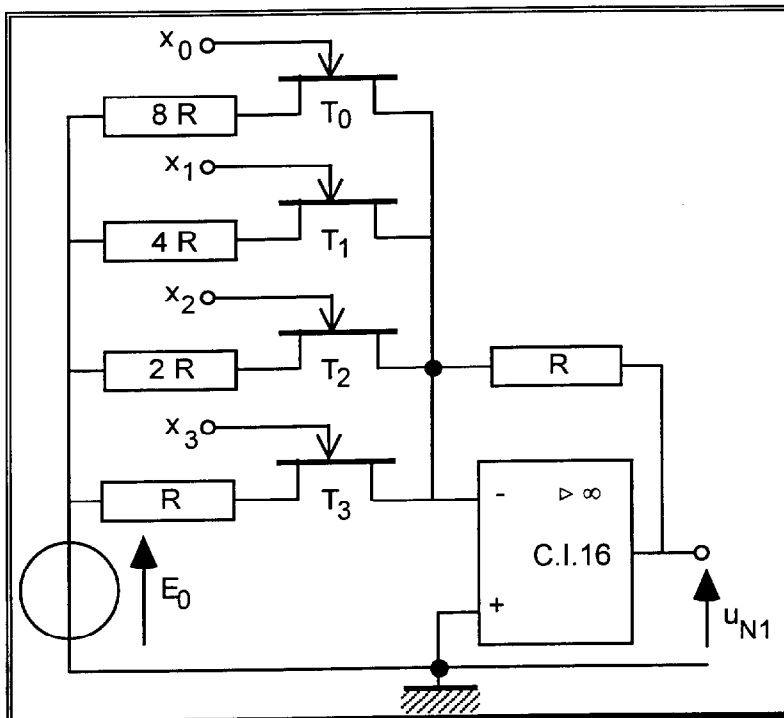 x0
8 R
T0
x1
4 R
T1
x2
2 R
T2
R
x3
R
T3
- ▷ ∞
C.I.16
+
E0
uN1